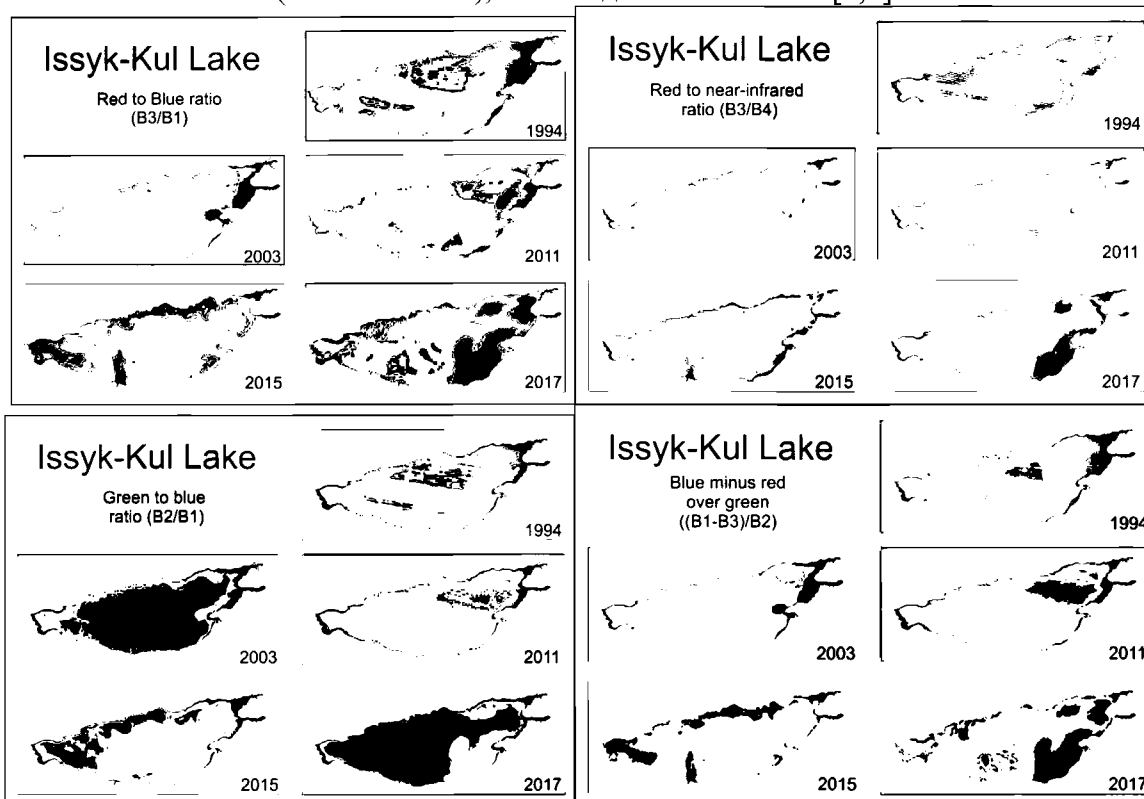 Issyk-Kul Lake
Red to Blue ratio
(B3/B1)
1994
2003
2011
2015
2017
Issyk-Kul Lake
Red to near-infrared
ratio (B3/B4)
1994
2003
2011
2015
2017
Issyk-Kul Lake
Green to blue
ratio (B2/B1)
1994
2003
2011
2015
2017
Issyk-Kul Lake
Blue minus red
over green
((B1-B3)/B2)
1994
2003
2011
2015
2017